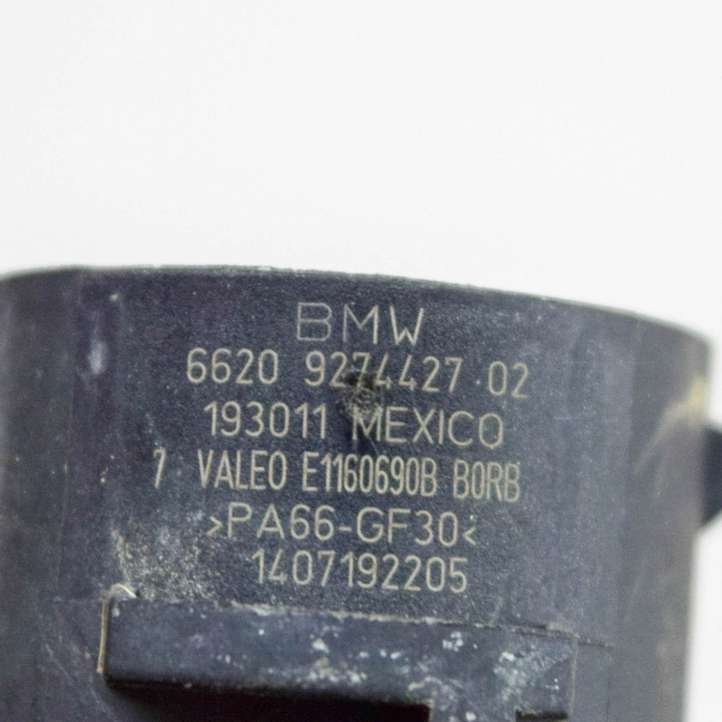 BMW
6620 9274427.02
193011 MEXICO
7 VALEO E1160690B B0RB
>PA66-GF30<
1407192205